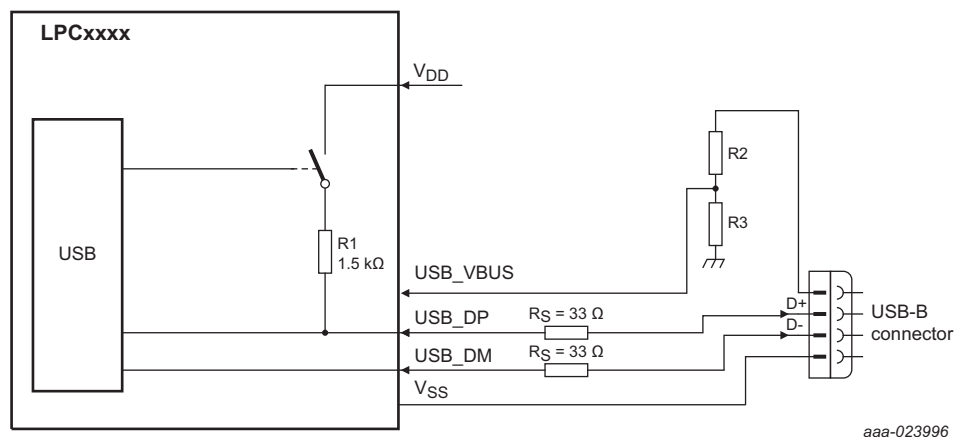 LPCxxxx
VDD
R2
R3
USB
R1
1.5 kΩ
USB_VBUS
USB_DP
RS = 33 Ω
D+
USB-B
connector
USB_DM
RS = 33 Ω
D-
VSS
aaa-023996